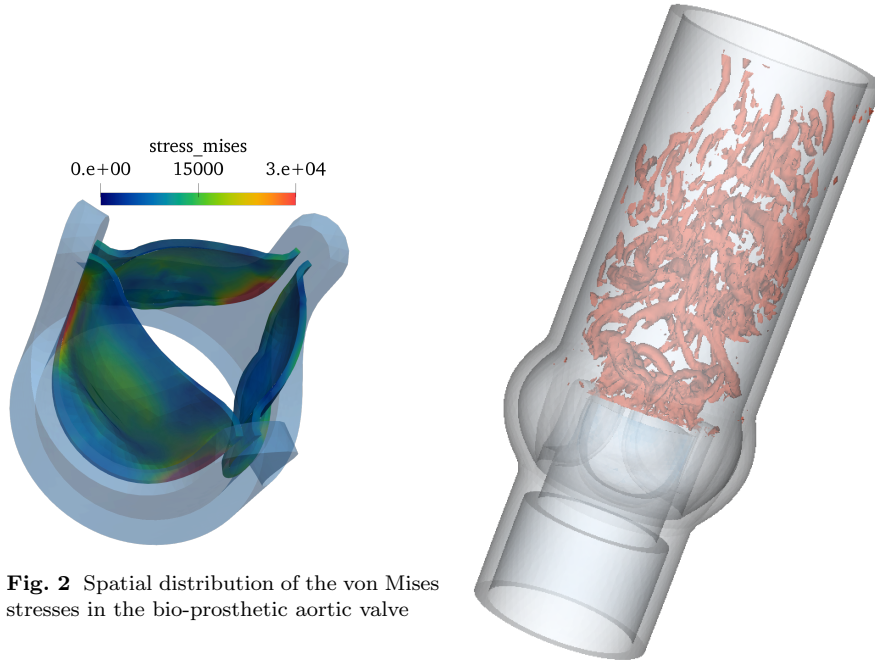 stress_mises
0.e+00 15000 3.e+04
Fig. 2 Spatial distribution of the von Mises
stresses in the bio-prosthetic aortic valve